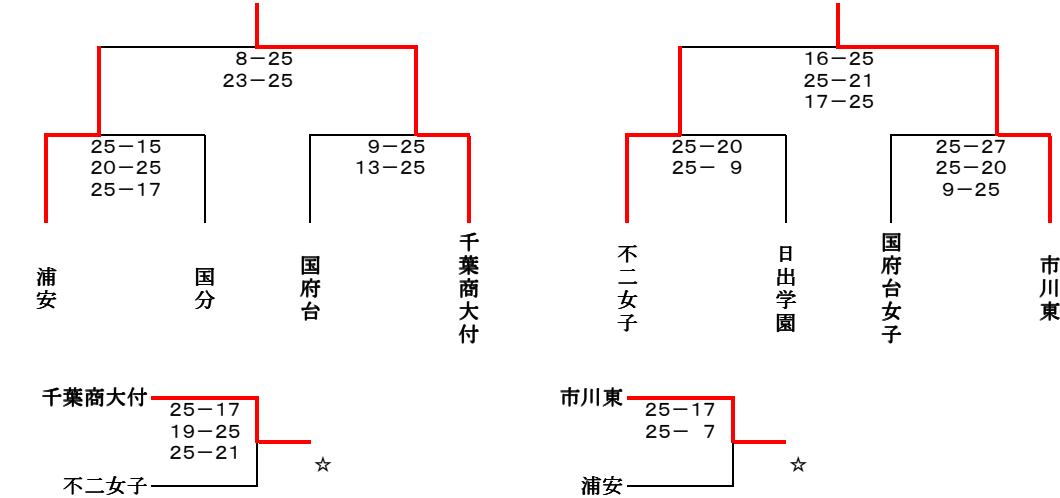 8－25
23－25
16－25
25－21
17－25
25－15
20－25
25－17
9－25
13－25
25－20
25－ 9
25－27
25－20
9－25
浦安
国分
国府台
千葉商大付
不二女子
日出学園
国府台女子
市川東
千葉商大付
25－17
19－25
25－21
☆
不二女子
市川東
25－17
25－ 7
☆
浦安